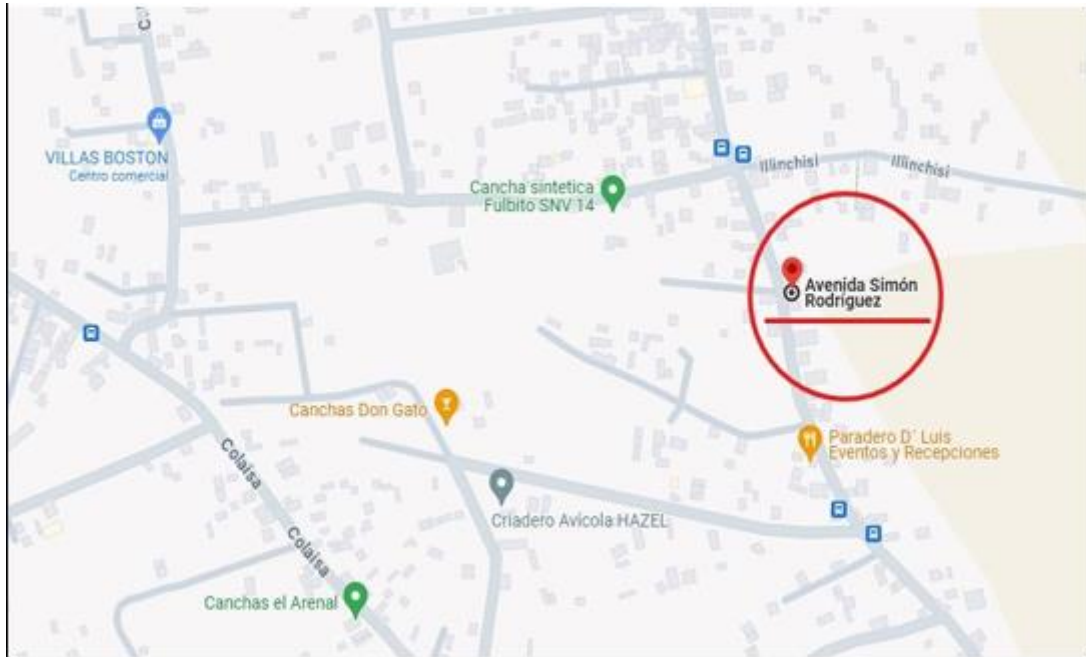 VILLAS BOSTON
Centro comercial
Cancha sintetica
Fulbito SNV 14
Illinchisi
Illinchisi
Avenida Simón
Rodríguez
Canchas Don Gato
Paradero D´ Luis
Eventos y Recepciones
Colaisa
Criadero Avicola HAZEL
Colaisa
Canchas el Arenal